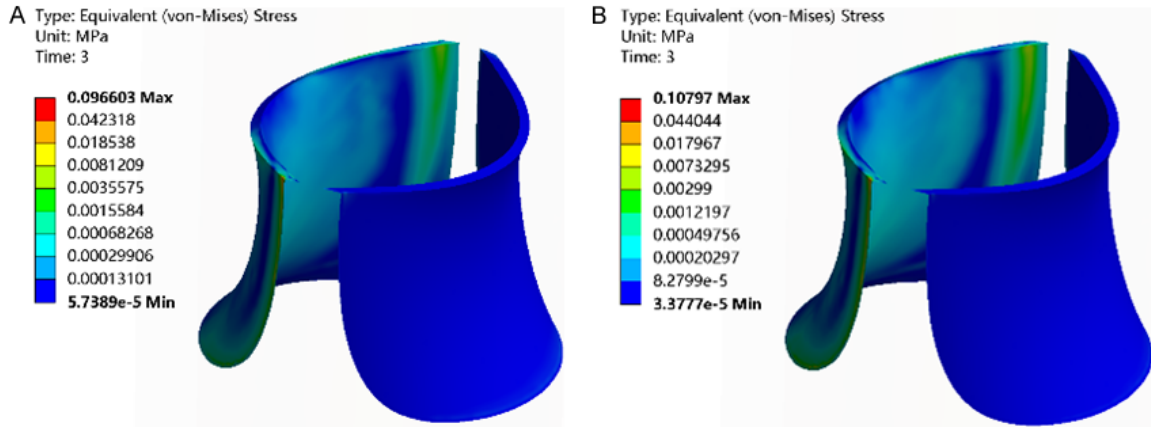 A
Type: Equivalent (von-Mises) Stress
Unit: MPa
Time: 3
0.096603 Max
0.042318
0.018538
0.0081209
0.0035575
0.0015584
0.00068268
0.00029906
0.00013101
5.7389e-5 Min
B
Type: Equivalent (von-Mises) Stress
Unit: MPa
Time: 3
0.10797 Max
0.044044
0.017967
0.0073295
0.00299
0.0012197
0.00049756
0.00020297
8.2799e-5
3.3777e-5 Min